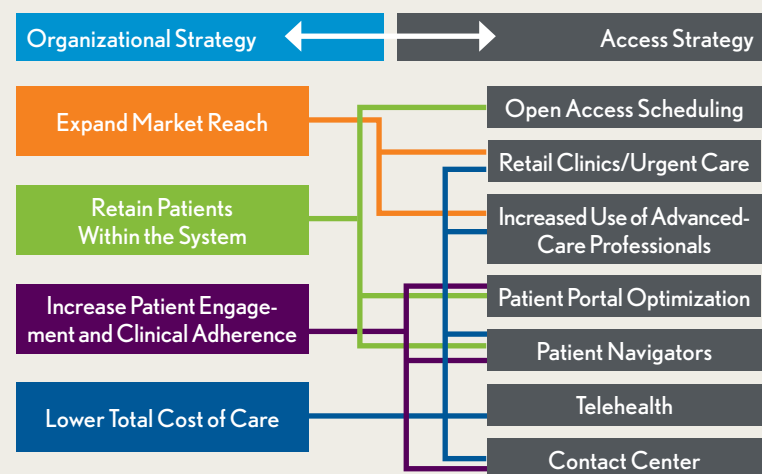 Organizational Strategy
Access Strategy
Expand Market Reach
Retain Patients
Within the System
Increase Patient Engage-
ment and Clinical Adherence
Lower Total Cost of Care
Open Access Scheduling
Retail Clinics/Urgent Care
Increased Use of Advanced-
Care Professionals
Patient Portal Optimization
Patient Navigators
Telehealth
Contact Center